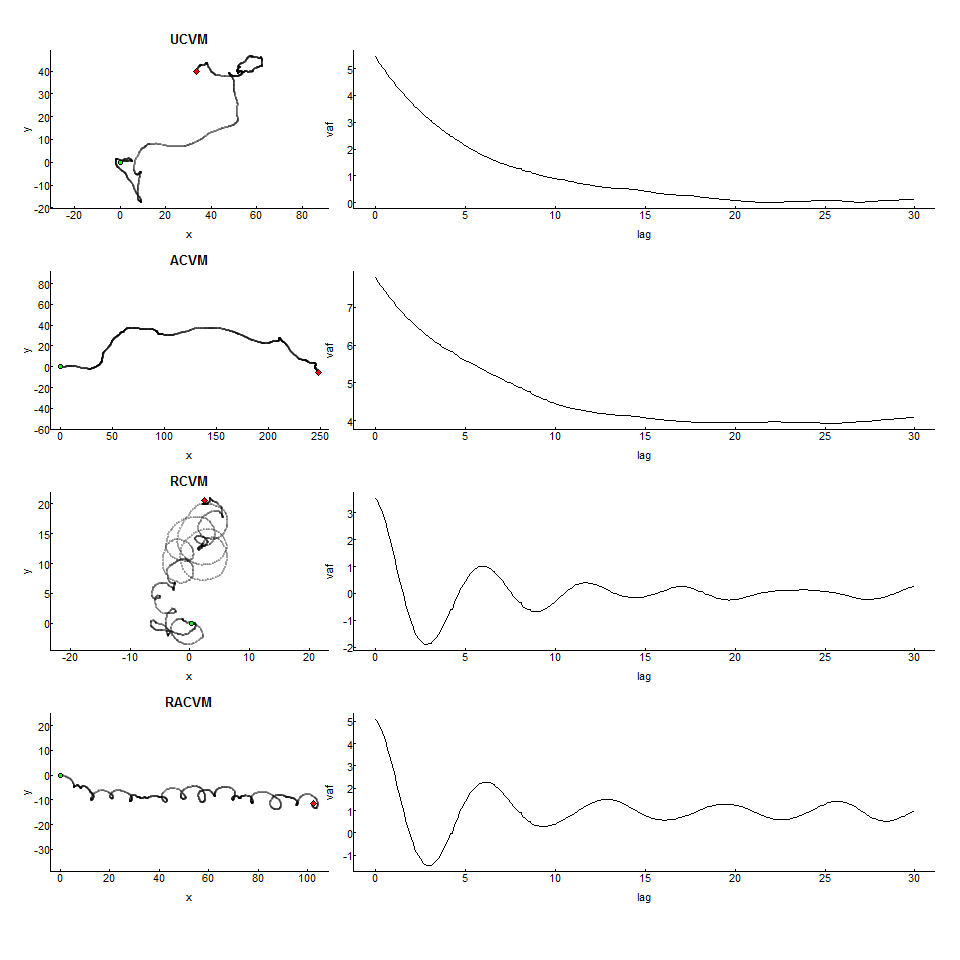 UCVM
y
40
30
20
10
0
-10
-20
-20 0 20 40 60 80
x
vaf
5
4
3
2
1
0
0 5 10 15 20 25 30
lag
ACVM
y
80
60
40
20
0
-20
-40
-60
0 50 100 150 200 250
x
vaf
7
6
5
4
0 5 10 15 20 25 30
lag
RCVM
y
20
15
10
5
0
-20 -10 0 10 20
x
vaf
3
2
1
0
-1
-2
0 5 10 15 20 25 30
lag
RACVM
y
20
10
0
-10
-20
-30
0 20 40 60 80 100
x
vaf
5
4
3
2
1
0
-1
0 5 10 15 20 25 30
lag